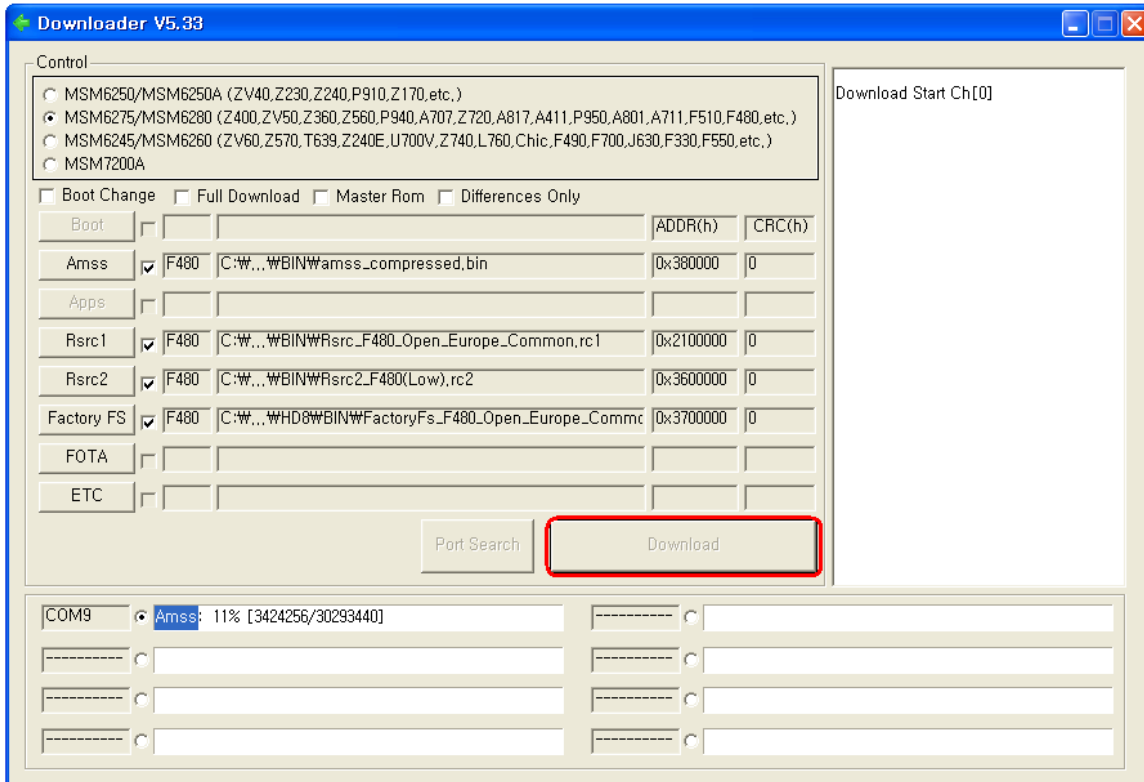 Downloader V5.33
Control
MSM6250/MSM6250A (ZV40,Z230,Z240,P910,Z170,etc.)
MSM6275/MSM6280 (Z400,ZV50,Z360,Z560,P940,A707,Z720,A817,A411,P950,A801,A711,F510,F480,etc.)
MSM6245/MSM6260 (ZV60,Z570,T639,Z240E,U700V,Z740,L760,Chic,F490,F700,J630,F330,F550,etc.)
MSM7200A
Boot Change Full Download Master Rom Differences Only
Boot ADDR(h) CRC(h)
Amss F480 C:₩...₩BIN₩amss_compressed.bin 0x380000 0
Apps
Rsrc1 F480 C:₩...₩BIN₩Rsrc_F480_Open_Europe_Common.rc1 0x2100000 0
Rsrc2 F480 C:₩...₩BIN₩Rsrc2_F480(Low).rc2 0x3600000 0
Factory FS F480 C:₩...₩HD8₩BIN₩FactoryFs_F480_Open_Europe_Commc 0x3700000 0
FOTA
ETC
Port Search Download
Download Start Ch[0]
COM9 Amss: 11% [3424256/30293440] ----------
---------- ----------
---------- ----------
---------- ----------